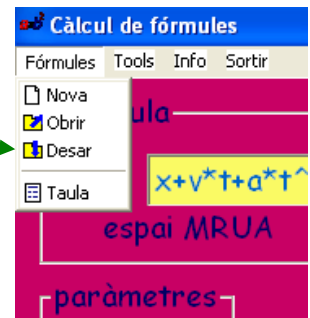 Càlcul de fórmules
Fórmules Tools Info Sortir
Nova
Obrir
Desar
Taula
ula
x+v*t+a*t^
espai MRUA
paràmetres